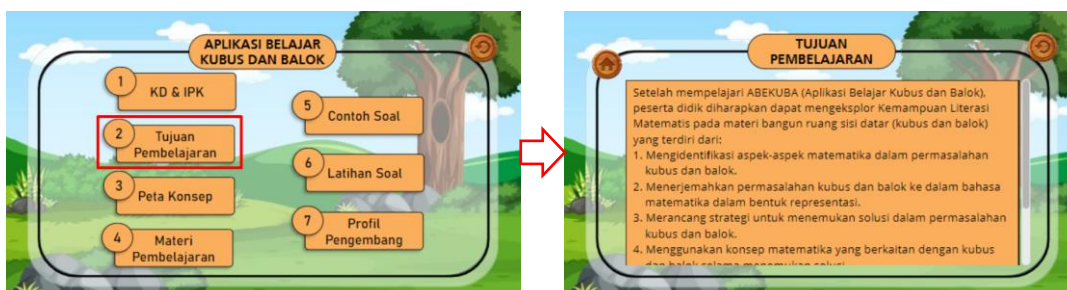 APLIKASI BELAJAR
KUBUS DAN BALOK
1
KD & IPK
2
Tujuan
Pembelajaran
3
Peta Konsep
4
Materi
Pembelajaran
5
Contoh Soal
6
Latihan Soal
7
Profil
Pengembang
TUJUAN
PEMBELAJARAN
Setelah mempelajari ABEKUBA (Aplikasi Belajar Kubus dan Balok),
peserta didik diharapkan dapat mengeksplor Kemampuan Literasi
Matematis pada materi bangun ruang sisi datar (kubus dan balok)
yang terdiri dari:
1. Mengidentifikasi aspek-aspek matematika dalam permasalahan
kubus dan balok.
2. Menerjemahkan permasalahan kubus dan balok ke dalam bahasa
matematika dalam bentuk representasi.
3. Merancang strategi untuk menemukan solusi dalam permasalahan
kubus dan balok.
4. Menggunakan konsep matematika yang berkaitan dengan kubus
dan balok selama menemukan solusi.